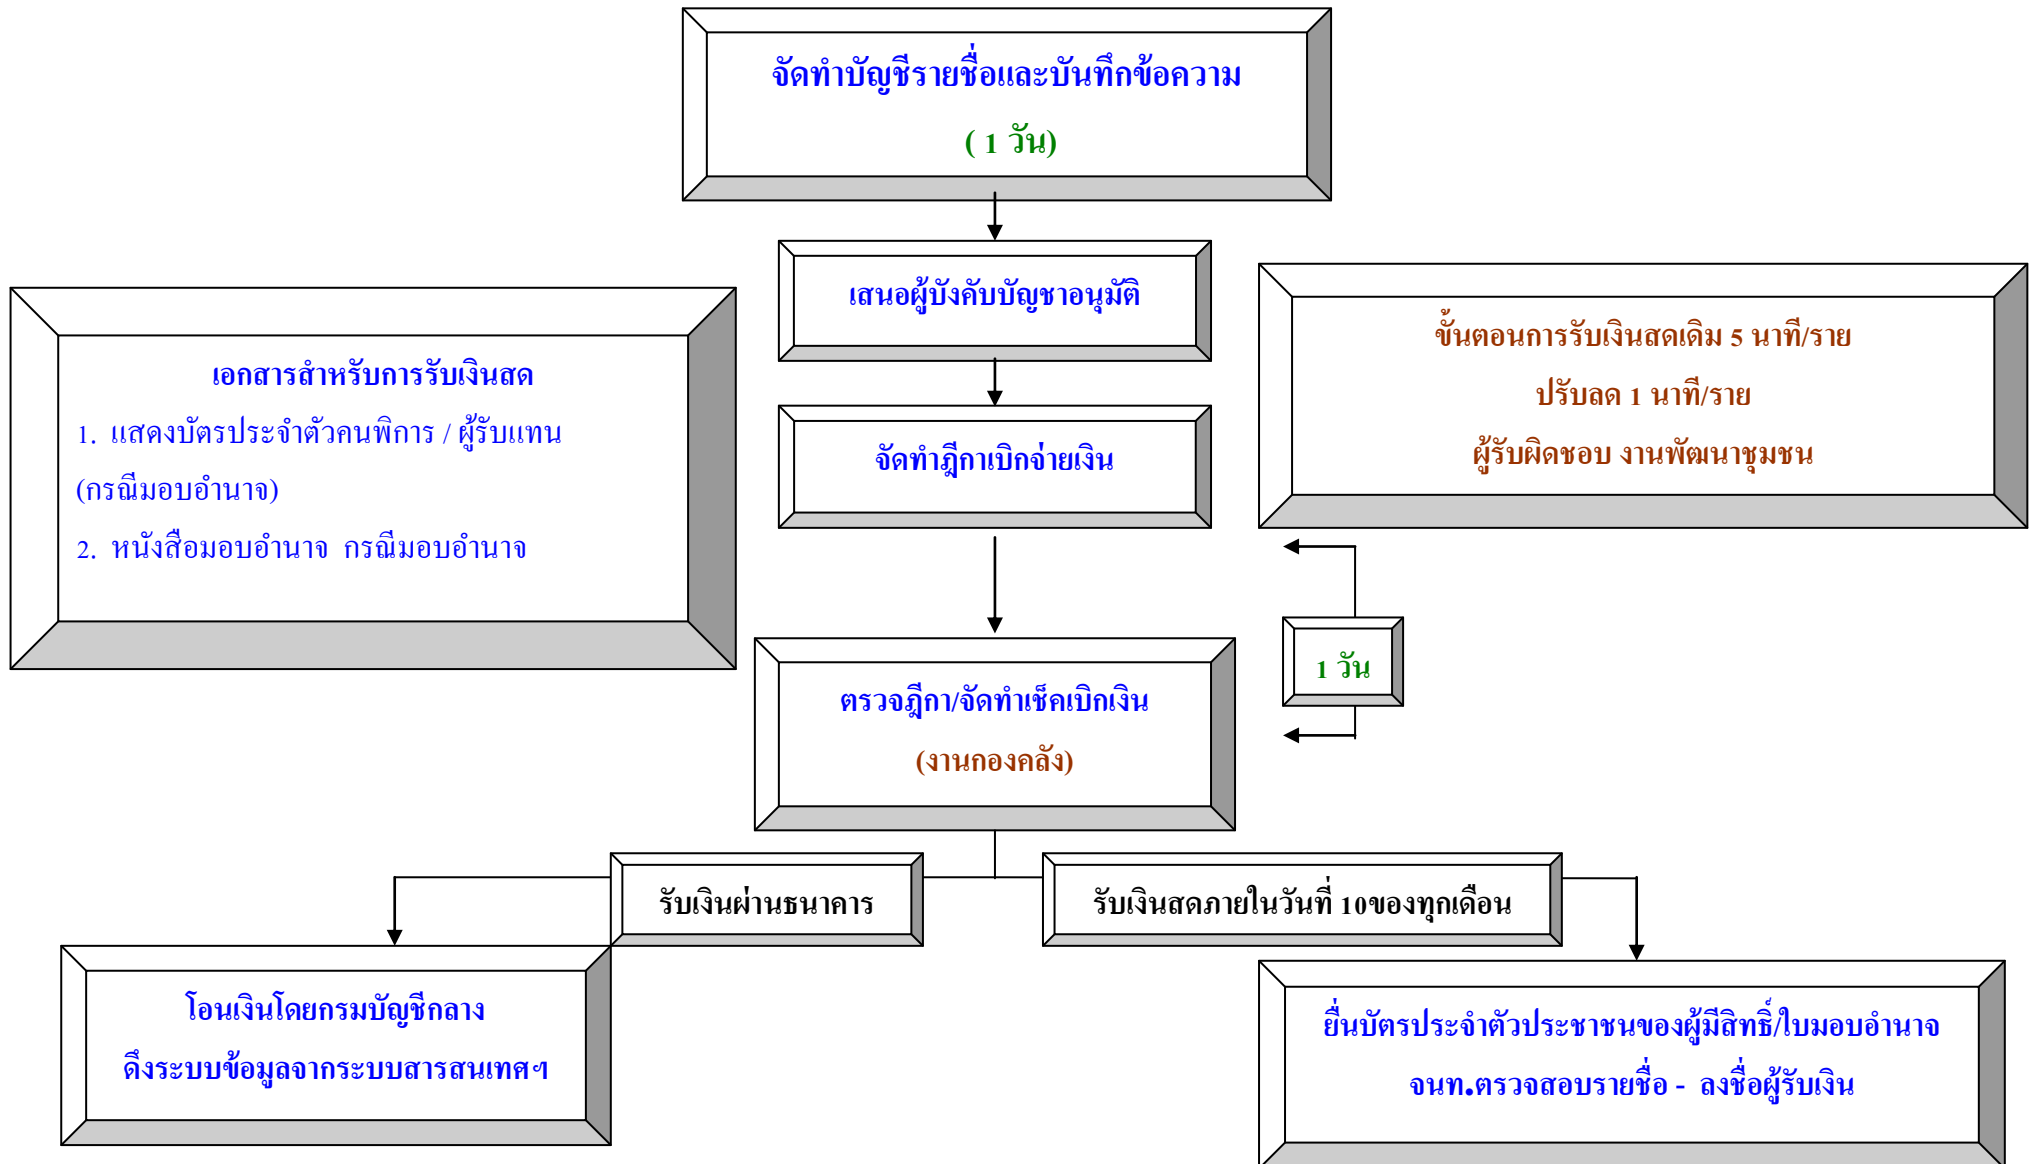 จัดทำบัญชีรายชื่อและบันทึกข้อความ
( 1 วัน)
เสนอผู้บังคับบัญชาอนุมัติ
เอกสารสำหรับการรับเงินสด
1. แสดงบัตรประจำตัวคนพิการ / ผู้รับแทน
(กรณีมอบอำนาจ)
2. หนังสือมอบอำนาจ กรณีมอบอำนาจ
จัดทำฎีกาเบิกจ่ายเงิน
ขั้นตอนการรับเงินสดเดิม 5 นาที/ราย
ปรับลด 1 นาที/ราย
ผู้รับผิดชอบ งานพัฒนาชุมชน
1 วัน
ตรวจฎีกา/จัดทำเช็คเบิกเงิน
(งานกองคลัง)
รับเงินผ่านธนาคาร
รับเงินสดภายในวันที่ 10ของทุกเดือน
โอนเงินโดยกรมบัญชีกลาง
ดึงระบบข้อมูลจากระบบสารสนเทศฯ
ยื่นบัตรประจำตัวประชาชนของผู้มีสิทธิ์/ใบมอบอำนาจ
จนท.ตรวจสอบรายชื่อ - ลงชื่อผู้รับเงิน